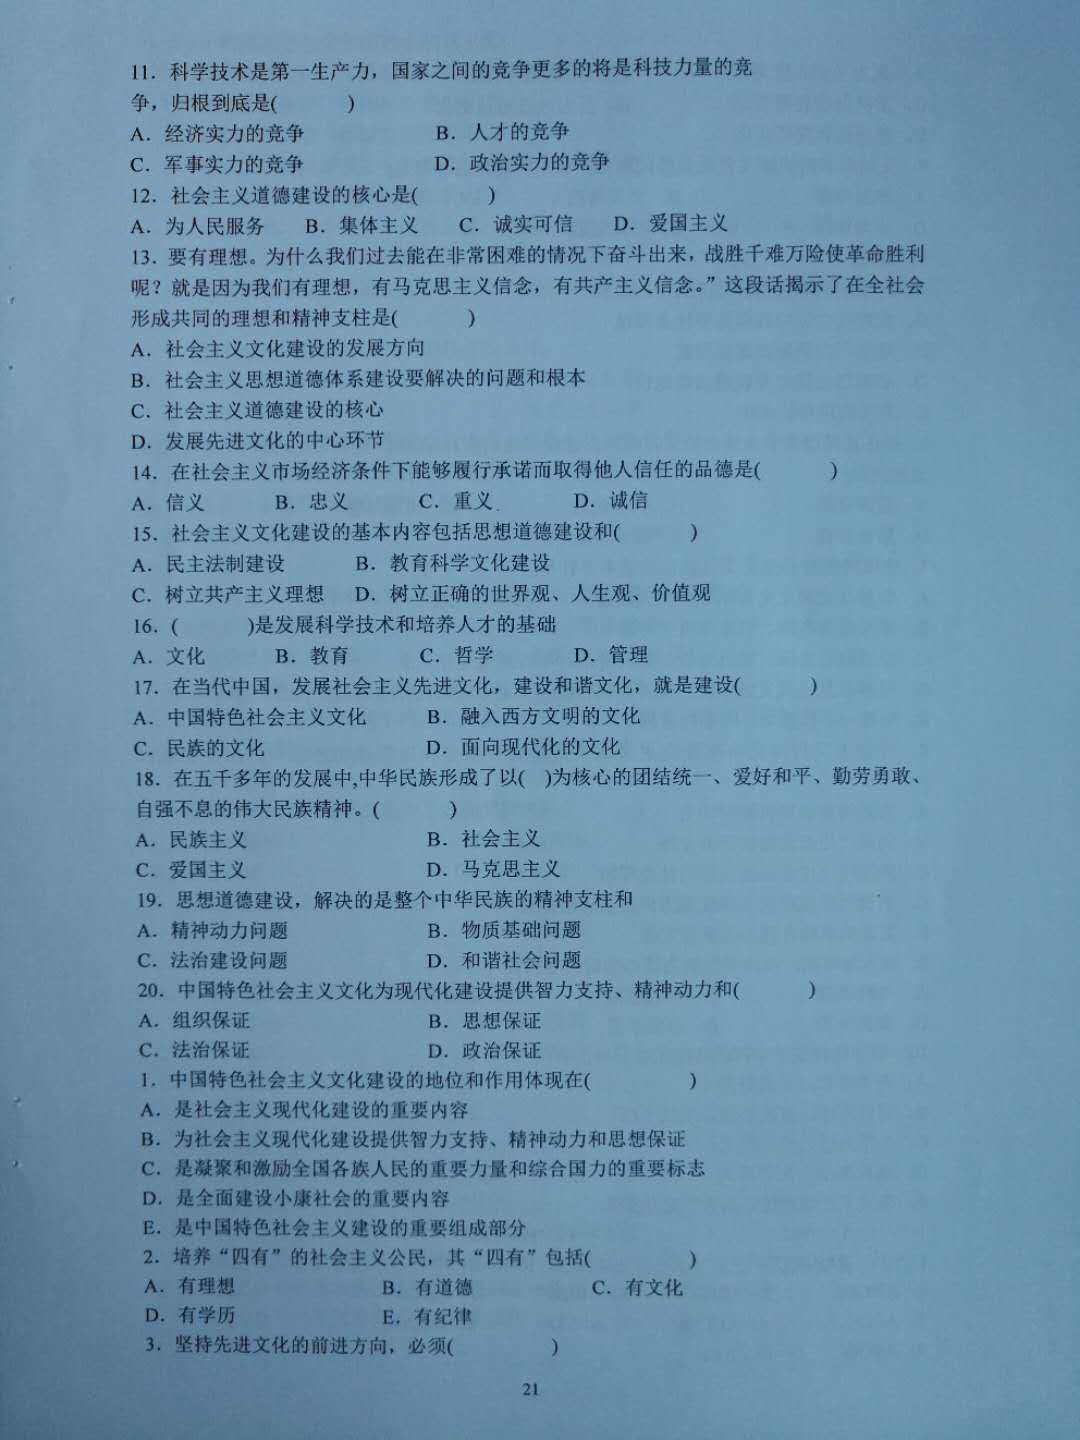 11．科学技术是第一生产力，国家之间的竞争更多的将是科技力量的竞
争，归根到底是(　　)
A．经济实力的竞争　　B．人才的竞争
C．军事实力的竞争　　D．政治实力的竞争
12．社会主义道德建设的核心是(　　)
A．为人民服务　B．集体主义　C．诚实可信　D．爱国主义
13．要有理想。为什么我们过去能在非常困难的情况下奋斗出来，战胜千难万险使革命胜利
呢？就是因为我们有理想，有马克思主义信念，有共产主义信念。”这段话揭示了在全社会
形成共同的理想和精神支柱是(　　)
A．社会主义文化建设的发展方向
B．社会主义思想道德体系建设要解决的问题和根本
C．社会主义道德建设的核心
D．发展先进文化的中心环节
14．在社会主义市场经济条件下能够履行承诺而取得他人信任的品德是(　　)
A．信义　　B．忠义　　C．重义　　D．诚信
15．社会主义文化建设的基本内容包括思想道德建设和(　　)
A．民主法制建设　　B．教育科学文化建设
C．树立共产主义理想　D．树立正确的世界观、人生观、价值观
16．(　　)是发展科学技术和培养人才的基础
A．文化　　B．教育　　C．哲学　　D．管理
17．在当代中国，发展社会主义先进文化，建设和谐文化，就是建设(　　)
A．中国特色社会主义文化　　B．融入西方文明的文化
C．民族的文化　　D．面向现代化的文化
18．在五千多年的发展中,中华民族形成了以(　)为核心的团结统一、爱好和平、勤劳勇敢、
自强不息的伟大民族精神。(　　)
A．民族主义　　B．社会主义
C．爱国主义　　D．马克思主义
19．思想道德建设，解决的是整个中华民族的精神支柱和
A．精神动力问题　　B．物质基础问题
C．法治建设问题　　D．和谐社会问题
20．中国特色社会主义文化为现代化建设提供智力支持、精神动力和(　　)
A．组织保证　　B．思想保证
C．法治保证　　D．政治保证
1．中国特色社会主义文化建设的地位和作用体现在(　　)
A．是社会主义现代化建设的重要内容
B．为社会主义现代化建设提供智力支持、精神动力和思想保证
C．是凝聚和激励全国各族人民的重要力量和综合国力的重要标志
D．是全面建设小康社会的重要内容
E．是中国特色社会主义建设的重要组成部分
2．培养“四有”的社会主义公民，其“四有”包括(　　)
A．有理想　　B．有道德　　C．有文化
D．有学历　　E．有纪律
3．坚持先进文化的前进方向，必须(　　)
21